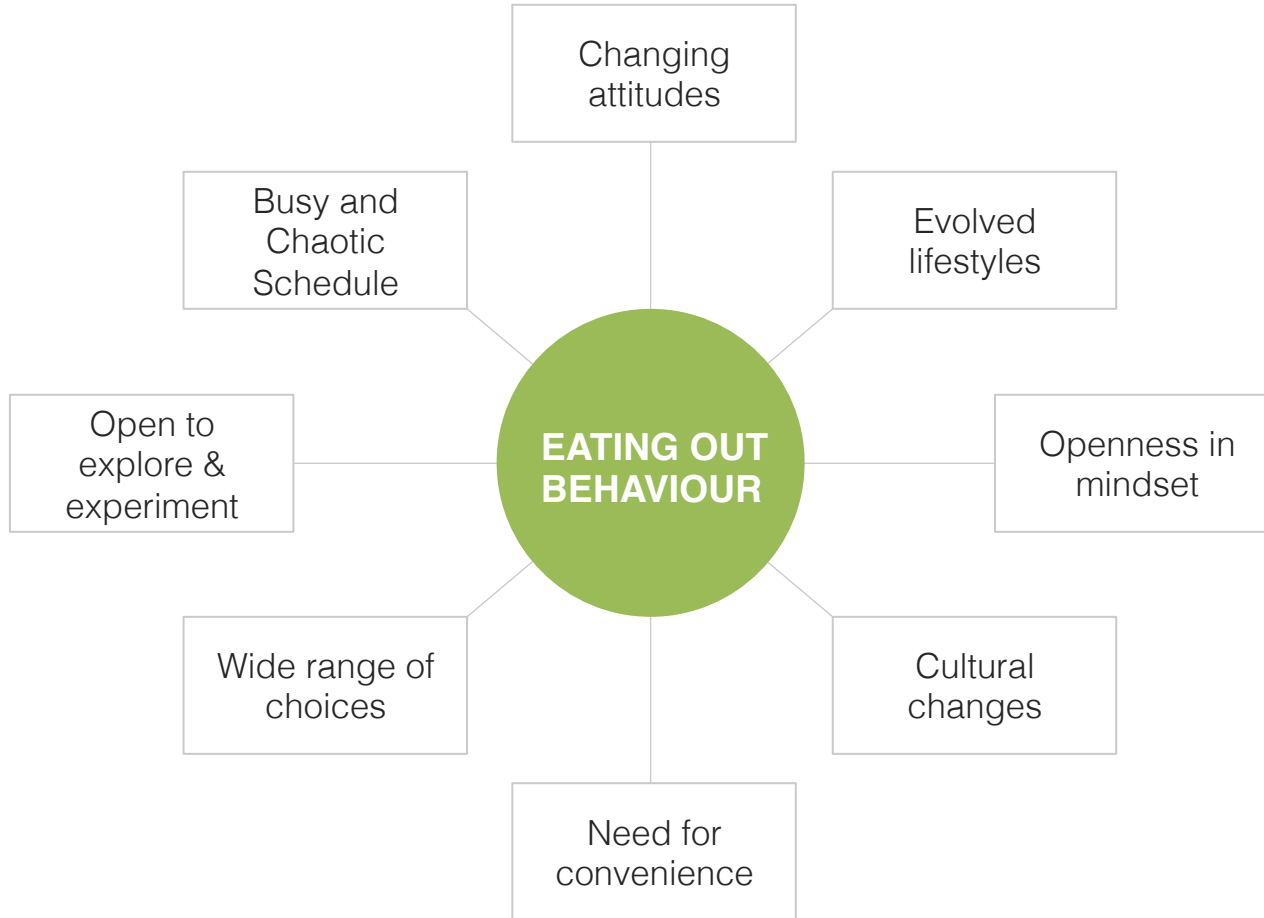 Changing
attitudes
Evolved
lifestyles
Openness in
mindset
Cultural
changes
Need for
convenience
Wide range of
choices
Open to
explore &
experiment
Busy and
Chaotic
Schedule
EATING OUT
BEHAVIOUR